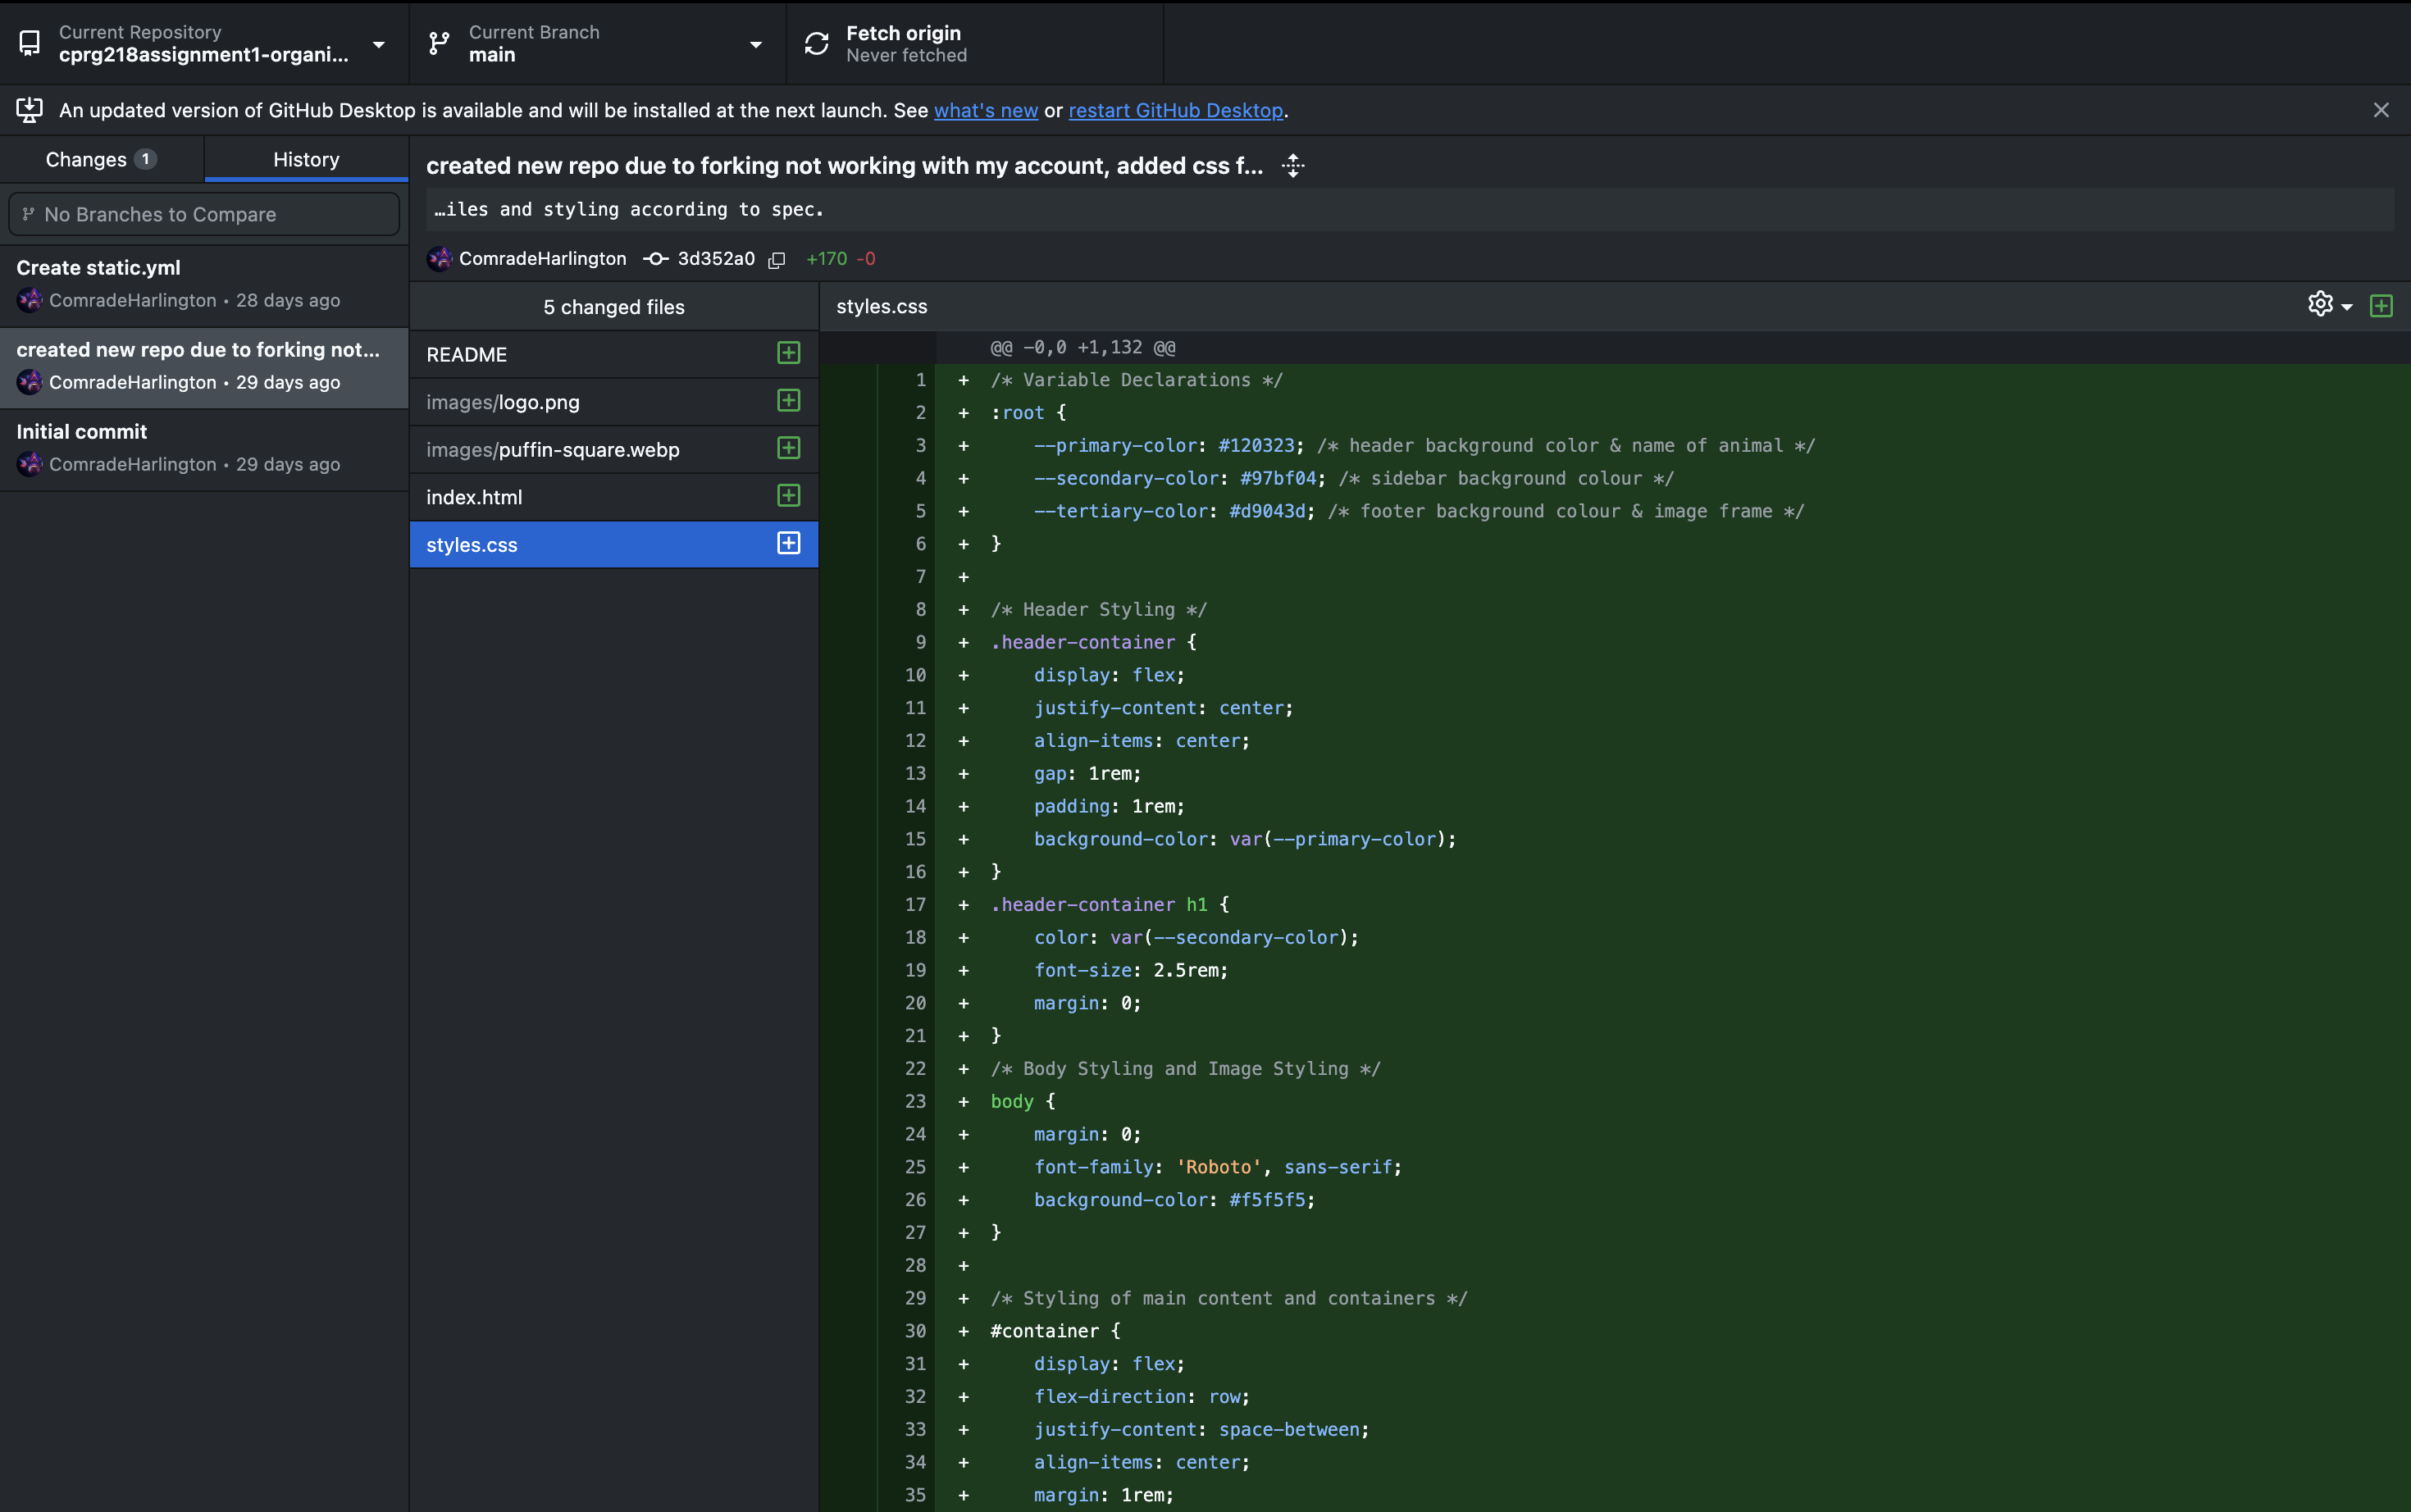 Current Repository
cprg218assignment1-organi...
Current Branch
main
Fetch origin
Never fetched
An updated version of GitHub Desktop is available and will be installed at the next launch. See what's new or restart GitHub Desktop.
Changes 1
History
No Branches to Compare
Create static.yml
ComradeHarlington • 28 days ago
created new repo due to forking not...
ComradeHarlington • 29 days ago
Initial commit
ComradeHarlington • 29 days ago
created new repo due to forking not working with my account, added css f...
…iles and styling according to spec.
ComradeHarlington 3d352a0 +170 -0
5 changed files
README
images/logo.png
images/puffin-square.webp
index.html
styles.css
styles.css
@@ -0,0 +1,132 @@
1 + /* Variable Declarations */
2 + :root {
3 + --primary-color: #120323; /* header background color & name of animal */
4 + --secondary-color: #97bf04; /* sidebar background colour */
5 + --tertiary-color: #d9043d; /* footer background colour & image frame */
6 + }
7 +
8 + /* Header Styling */
9 + .header-container {
10 + display: flex;
11 + justify-content: center;
12 + align-items: center;
13 + gap: 1rem;
14 + padding: 1rem;
15 + background-color: var(--primary-color);
16 + }
17 + .header-container h1 {
18 + color: var(--secondary-color);
19 + font-size: 2.5rem;
20 + margin: 0;
21 + }
22 + /* Body Styling and Image Styling */
23 + body {
24 + margin: 0;
25 + font-family: 'Roboto', sans-serif;
26 + background-color: #f5f5f5;
27 + }
28 +
29 + /* Styling of main content and containers */
30 + #container {
31 + display: flex;
32 + flex-direction: row;
33 + justify-content: space-between;
34 + align-items: center;
35 + margin: 1rem;